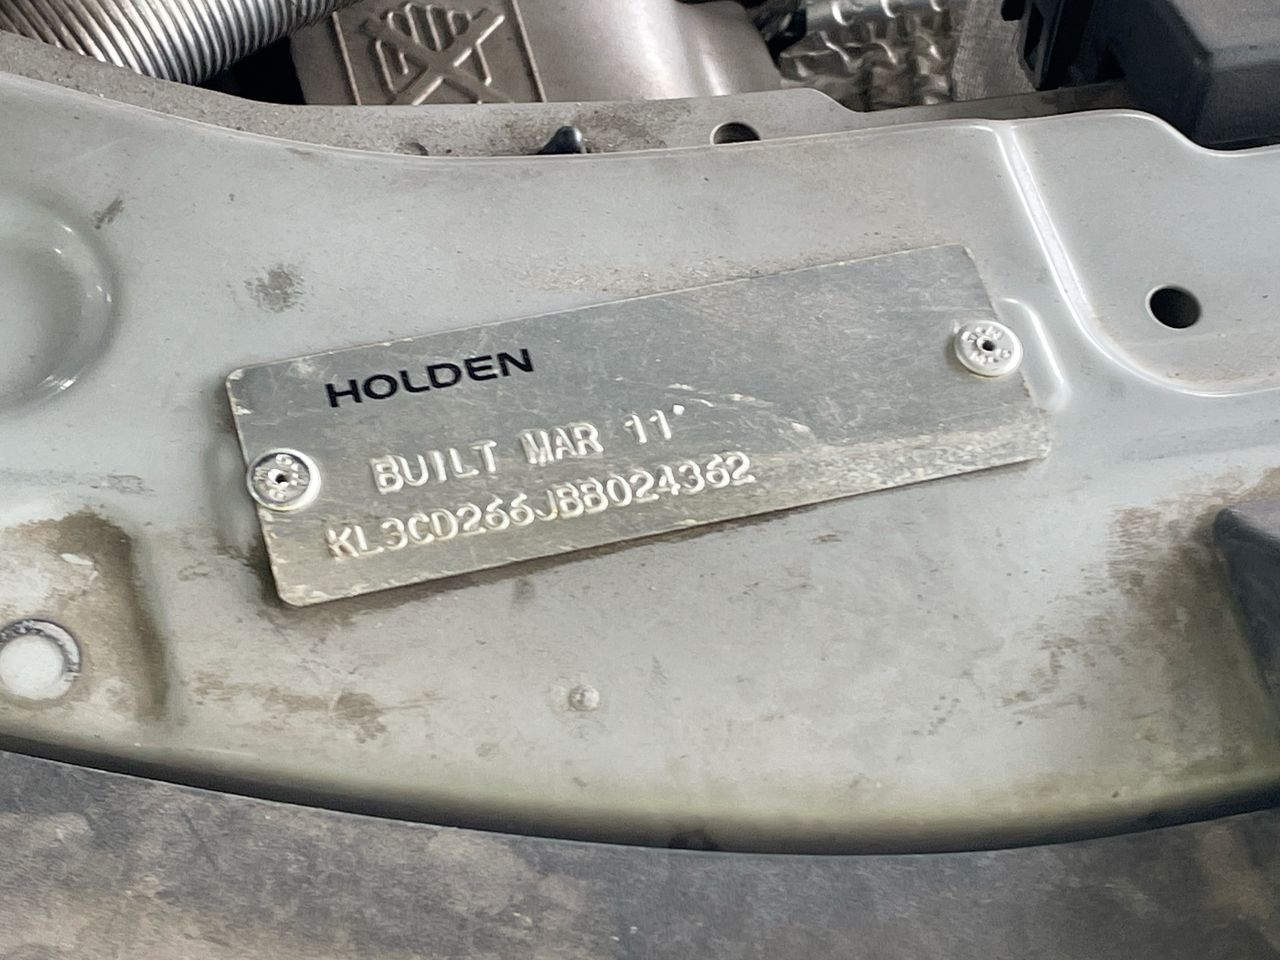 HOLDEN
BUILT MAR 11
KL3CD266JBB024362